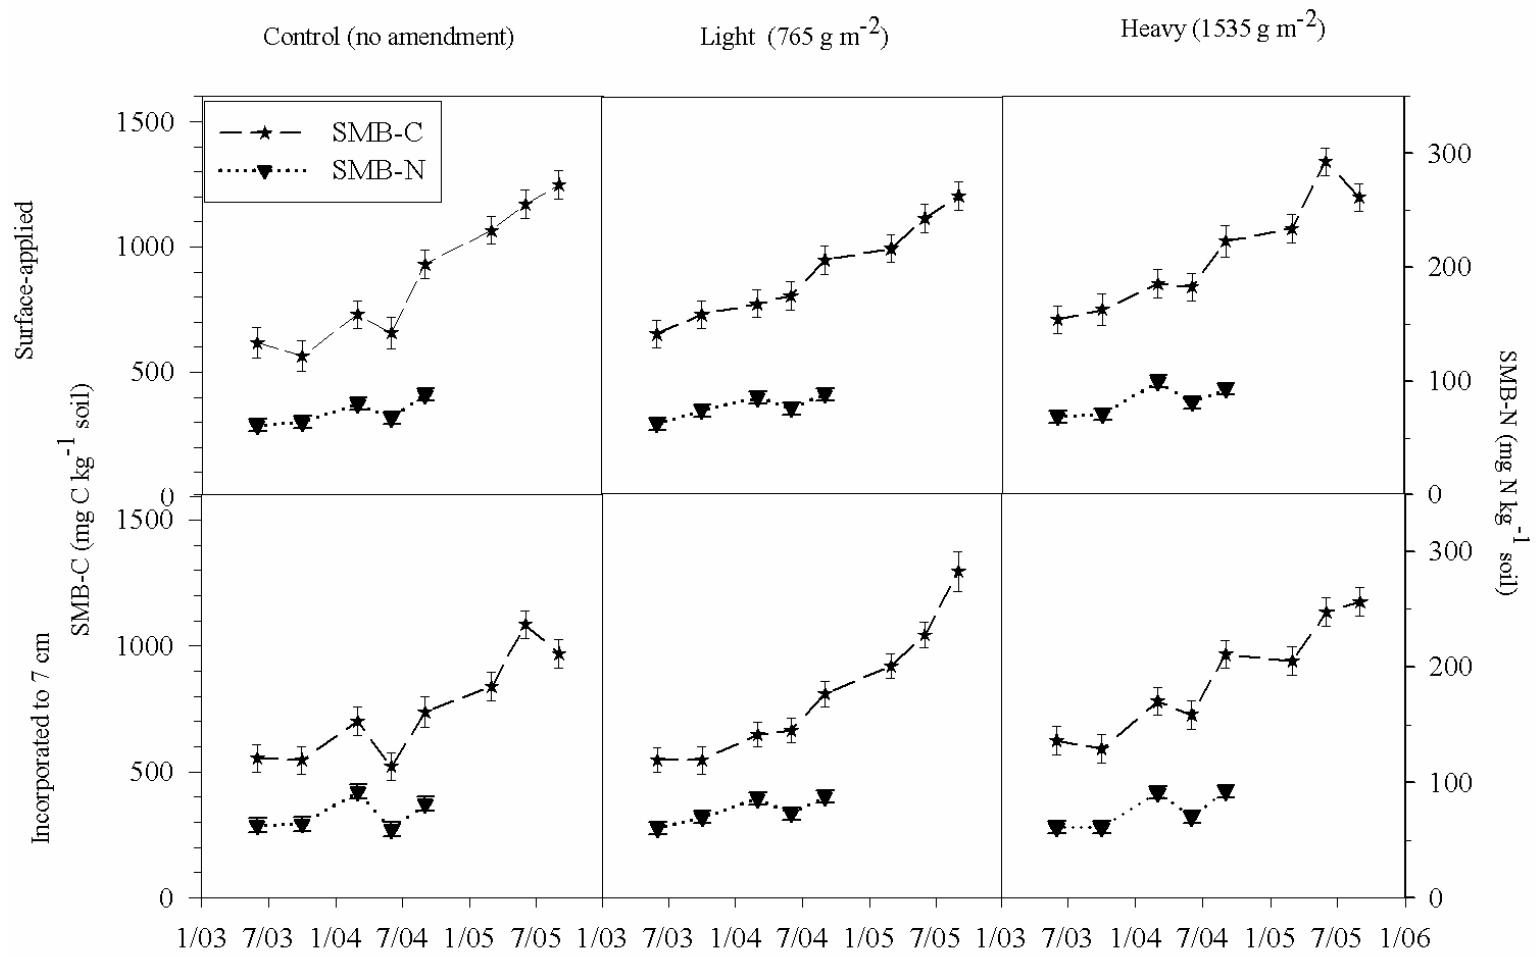 Control (no amendment)
Light (765 g m-2)
Heavy (1535 g m-2)
SMB-C
SMB-N
1500
1000
500
0
1500
1000
500
0
300
200
100
0
300
200
100
0
Surface-applied
Incorporated to 7 cm
SMB-C (mg C kg-1 soil)
SMB-N (mg N kg-1 soil)
1/03 7/03 1/04 7/04 1/05 7/05 1/03 7/03 1/04 7/04 1/05 7/05 1/03 7/03 1/04 7/04 1/05 7/05 1/06